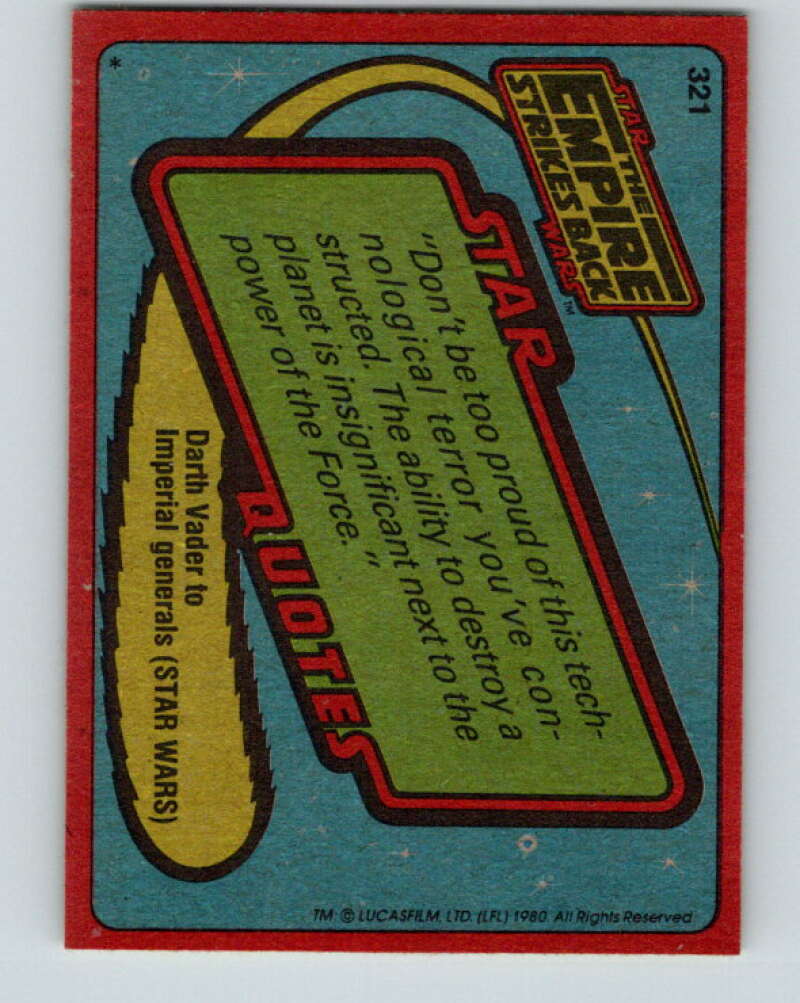 321
STAR
THE
EMPIRE
STRIKES BACK
WARS™
STAR
"Don't be too proud of this tech-
nological terror you've con-
structed. The ability to destroy a
planet is insignificant next to the
power of the Force."
QUOTES
Darth Vader to
Imperial generals (STAR WARS)
*
TM: © LUCASFILM, LTD. (LFL) 1980. All Rights Reserved